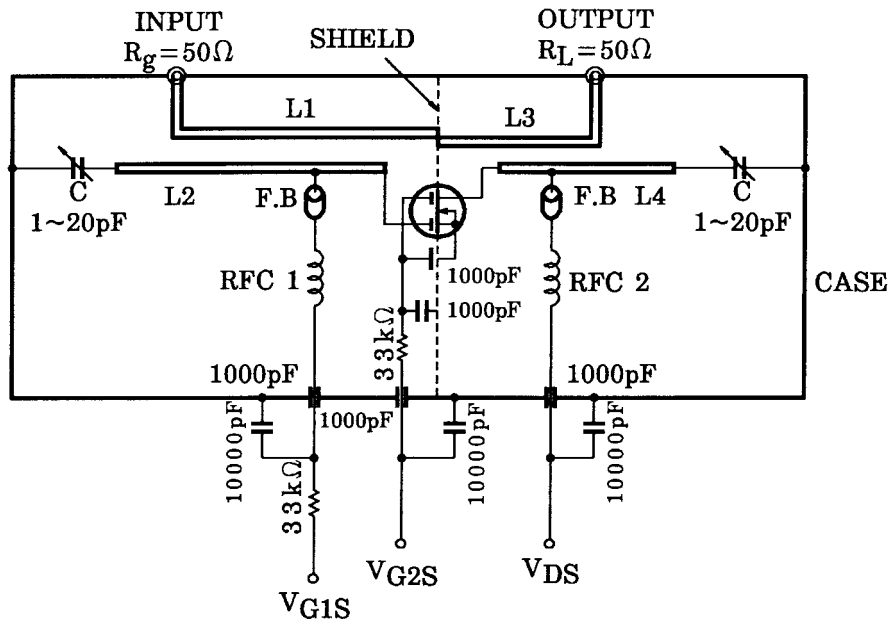 INPUT
Rg=50Ω
SHIELD
OUTPUT
RL=50Ω
L1
L3
C
1~20pF
L2
F.B
F.B
L4
C
1~20pF
RFC 1
1000pF
RFC 2
CASE
1000pF
33kΩ
1000pF
1000pF
1000pF
10000pF
33kΩ
10000pF
10000pF
VG1S
VG2S
VDS